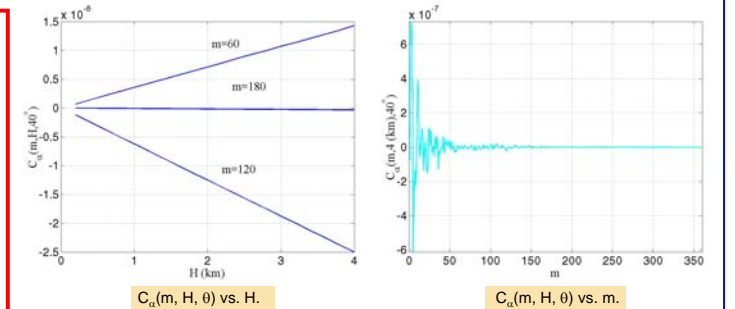 x 10^-8
1.5
1
0.5
0
-0.5
-1
-1.5
-2
-2.5
C_α(m,H,40°)
m=60
m=180
m=120
0 1 2 3 4
H (km)
C_α(m, H, θ) vs. H.
x 10^-7
6
4
2
0
-2
-4
-6
C_α(m,4 (km),40°)
0 50 100 150 200 250 300 350
m
C_α(m, H, θ) vs. m.